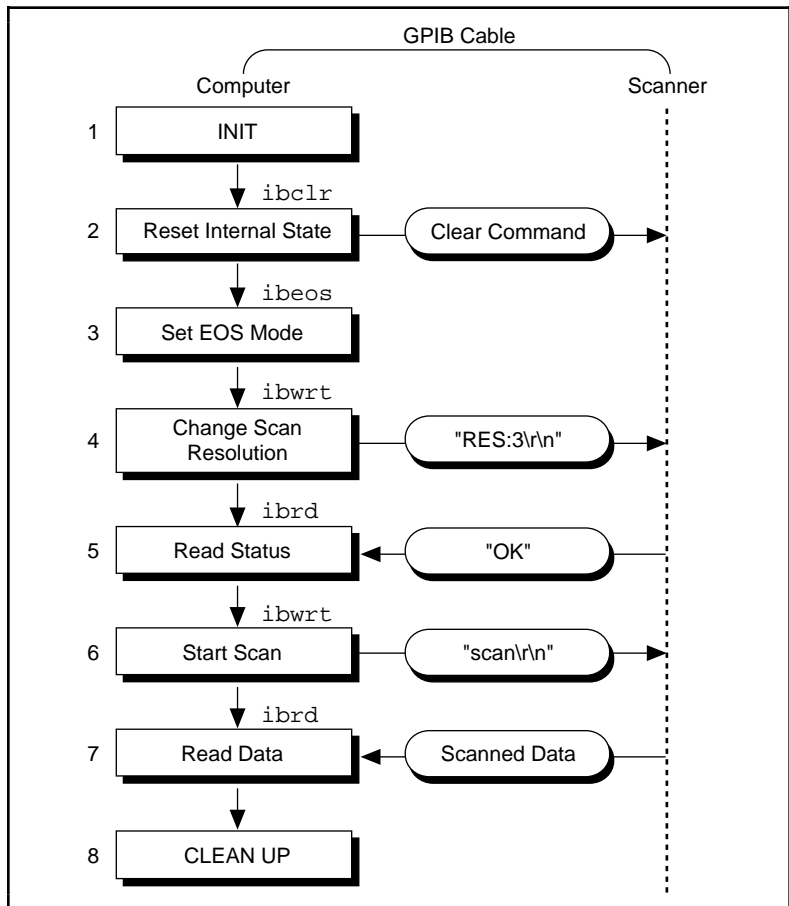 GPIB Cable
Computer Scanner
1 INIT
ibclr
2 Reset Internal State Clear Command
ibeos
3 Set EOS Mode
ibwrt
4 Change Scan
Resolution "RES:3\r\n"
ibrd
5 Read Status "OK"
ibwrt
6 Start Scan "scan\r\n"
ibrd
7 Read Data Scanned Data
8 CLEAN UP